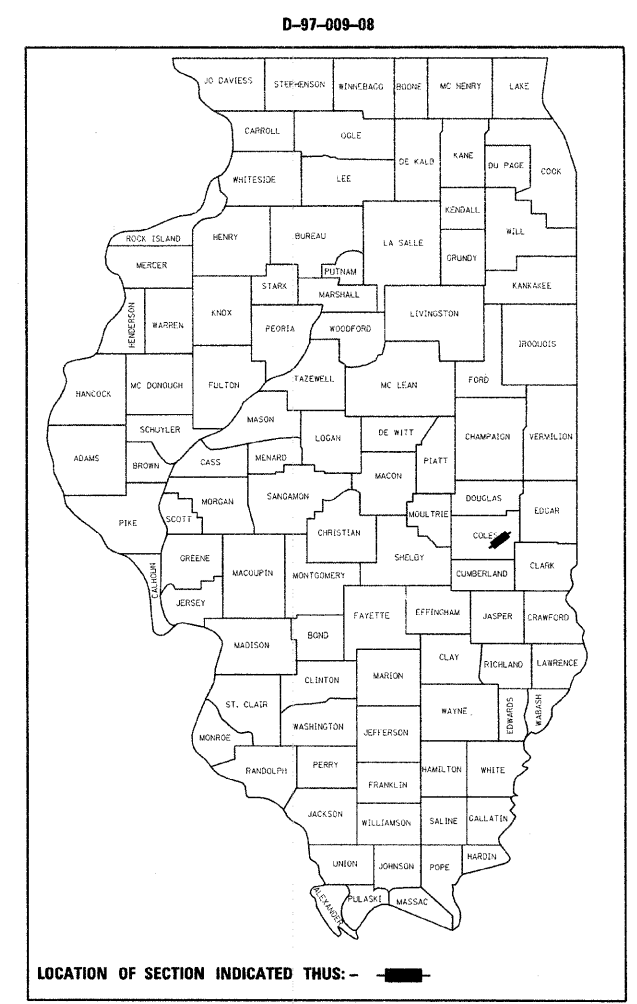 D-97-009-08
JO DAVIESS STEPHENSON WINNEBAGO BOONE MC HENRY LAKE
CARROLL OGLE DE KALB KANE DU PAGE COOK
WHITESIDE LEE
KENDALL
ROCK ISLAND HENRY BUREAU LA SALLE WILL
MERCER PUTNAM GRUNDY
STARK MARSHALL KANKAKEE
HENDERSON WARREN KNOX PEORIA WOODFORD LIVINGSTON IROQUOIS
HANCOCK MC DONOUGH FULTON TAZEWELL MC LEAN FORD
MASON
SCHUYLER LOGAN DE WITT CHAMPAIGN VERMILION
ADAMS BROWN CASS MENARD PIATT
MACON
MORGAN SANGAMON DOUGLAS EDGAR
PIKE SCOTT CHRISTIAN MOULTRIE
COLES
GREENE MACOUPIN MONTGOMERY SHELBY CLARK
CALHOUN CUMBERLAND
JERSEY FAYETTE EFFINGHAM JASPER CRAWFORD
MADISON BOND
CLAY RICHLAND LAWRENCE
CLINTON MARION
ST. CLAIR WAYNE EDWARDS WABASH
MONROE WASHINGTON JEFFERSON
RANDOLPH PERRY HAMILTON WHITE
FRANKLIN
JACKSON WILLIAMSON SALINE GALLATIN
UNION JOHNSON POPE HARDIN
ALEXANDER PULASKI MASSAC
LOCATION OF SECTION INDICATED THUS: -